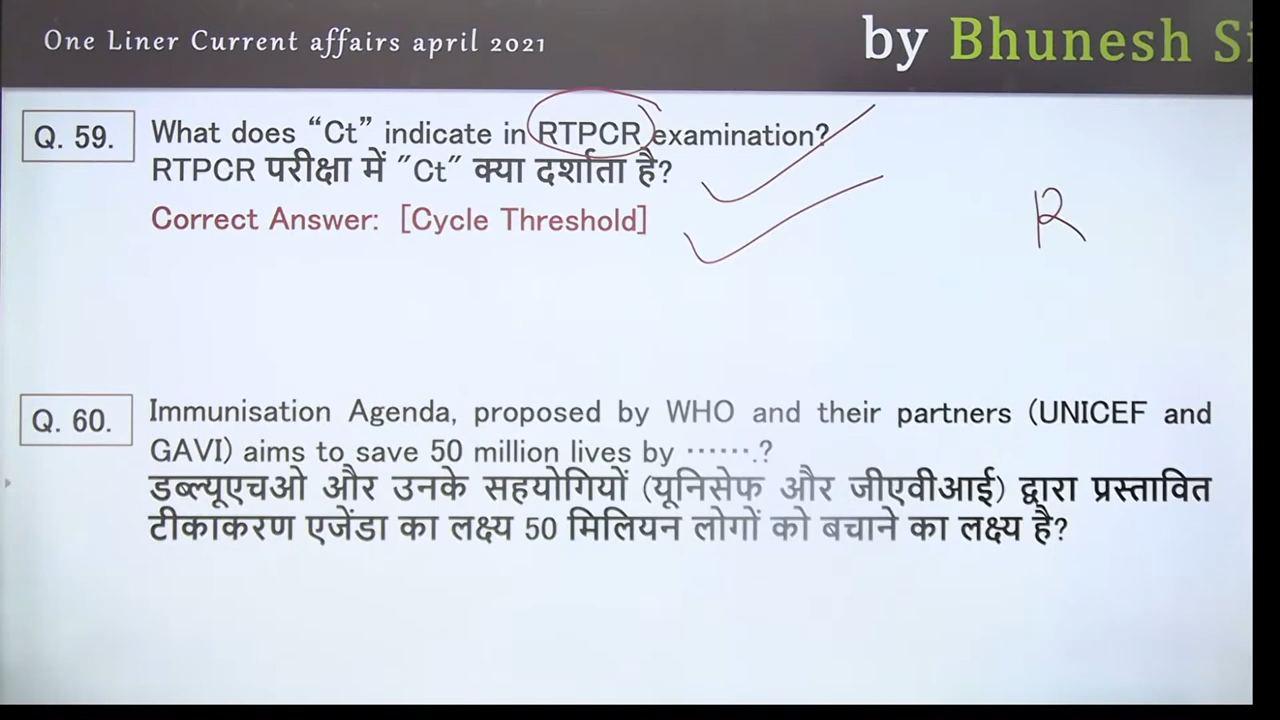 One Liner Current affairs april 2021
by Bhunesh Si
Q. 59.
What does “Ct” indicate in RTPCR examination?
RTPCR परीक्षा में "Ct" क्या दर्शाता है?
Correct Answer: [Cycle Threshold]
R
Q. 60.
Immunisation Agenda, proposed by WHO and their partners (UNICEF and
GAVI) aims to save 50 million lives by ·······.?
डब्ल्यूएचओ और उनके सहयोगियों (यूनिसेफ और जीएवीआई) द्वारा प्रस्तावित
टीकाकरण एजेंडा का लक्ष्य 50 मिलियन लोगों को बचाने का लक्ष्य है?